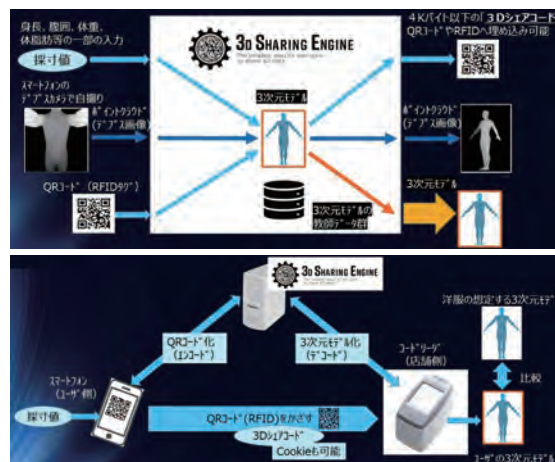 身長、腹囲、体重、
体脂肪等の一部の入力
採寸値
スマートフォンの
デプスカメラで自撮り
ポイントクラウド
(デプス画像)
QRコード (RFIDタグ)
3D SHARING ENGINE
3次元モデル
3次元モデルの
教師データ群
4Kバイト以下の「3Dシェアコード」
QRコードやRFIDへ埋め込み可能
ポイントクラウド
(デプス画像)
3次元モデル
3D SHARING ENGINE
QRコード化
(エンコード)
3次元モデル化
(デコード)
スマートフォン
(ユーザ側)
採寸値
QRコード(RFID)をかざす
3Dシェアコード
Cookieも可能
コードリーダ
(店舗側)
洋服の想定する3次元モデル
比較
ユーザの3次元モデル